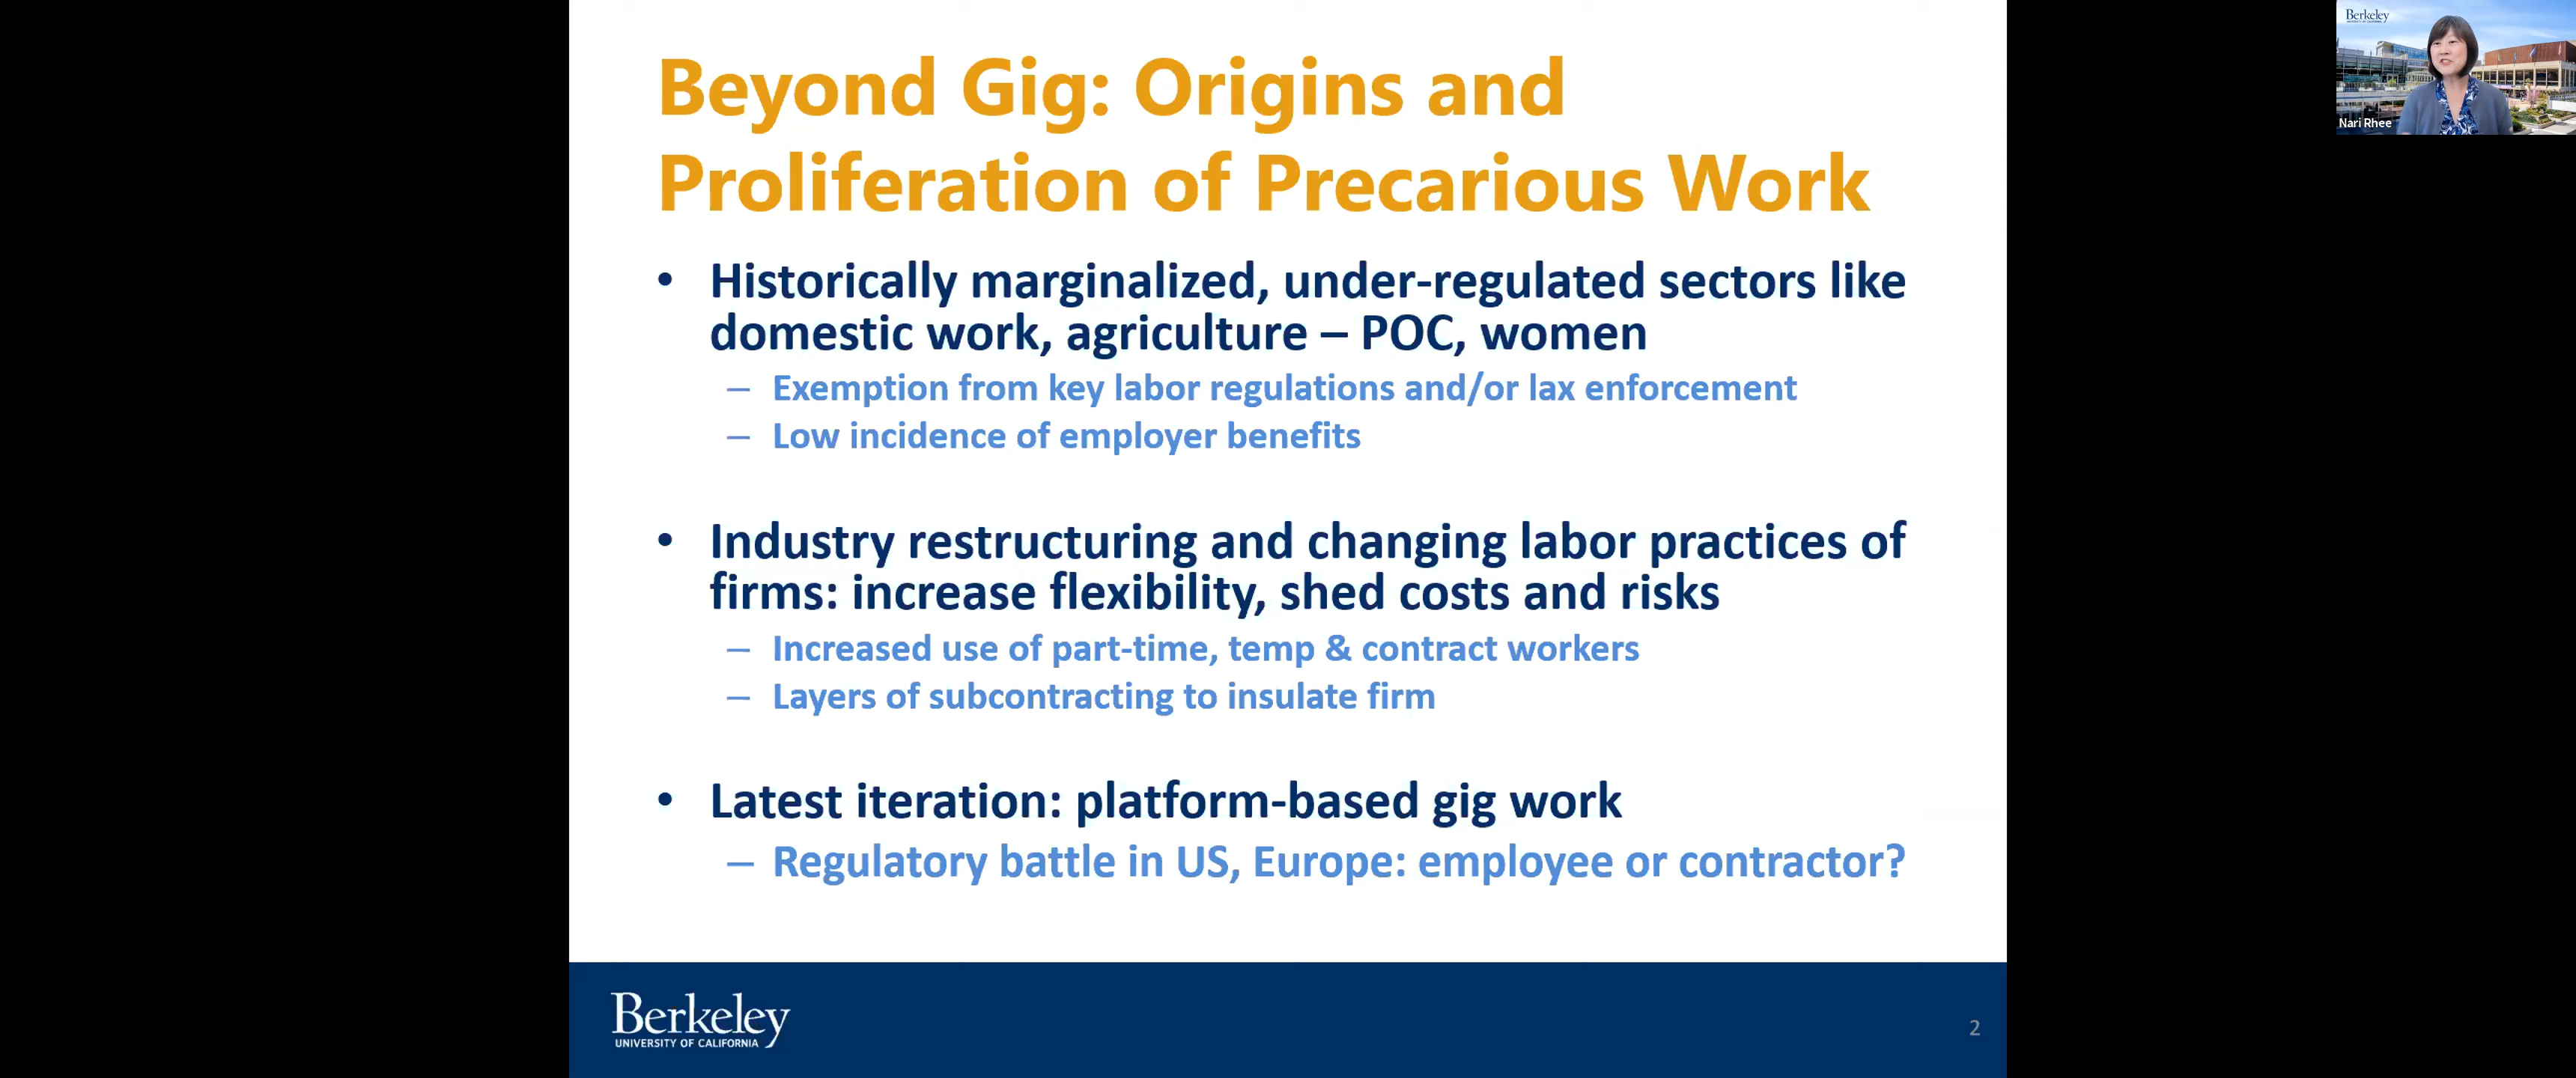 Beyond Gig: Origins and
Proliferation of Precarious Work
• Historically marginalized, under-regulated sectors like
domestic work, agriculture – POC, women
– Exemption from key labor regulations and/or lax enforcement
– Low incidence of employer benefits
• Industry restructuring and changing labor practices of
firms: increase flexibility, shed costs and risks
– Increased use of part-time, temp & contract workers
– Layers of subcontracting to insulate firm
• Latest iteration: platform-based gig work
– Regulatory battle in US, Europe: employee or contractor?
Berkeley
UNIVERSITY OF CALIFORNIA
2
Berkeley
Nari Rhee